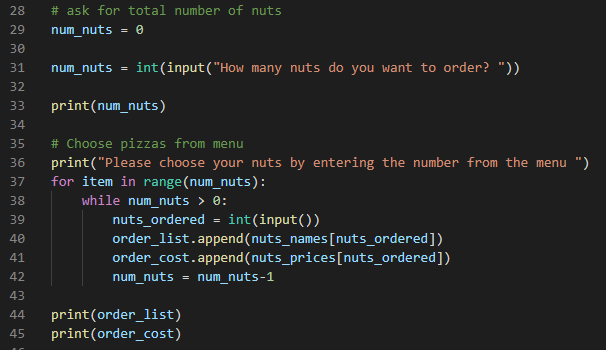 28 # ask for total number of nuts
29 num_nuts = 0
30
31 num_nuts = int(input("How many nuts do you want to order? "))
32
33 print(num_nuts)
34
35 # Choose pizzas from menu
36 print("Please choose your nuts by entering the number from the menu ")
37 for item in range(num_nuts):
38     while num_nuts > 0:
39         nuts_ordered = int(input())
40         order_list.append(nuts_names[nuts_ordered])
41         order_cost.append(nuts_prices[nuts_ordered])
42         num_nuts = num_nuts-1
43
44 print(order_list)
45 print(order_cost)